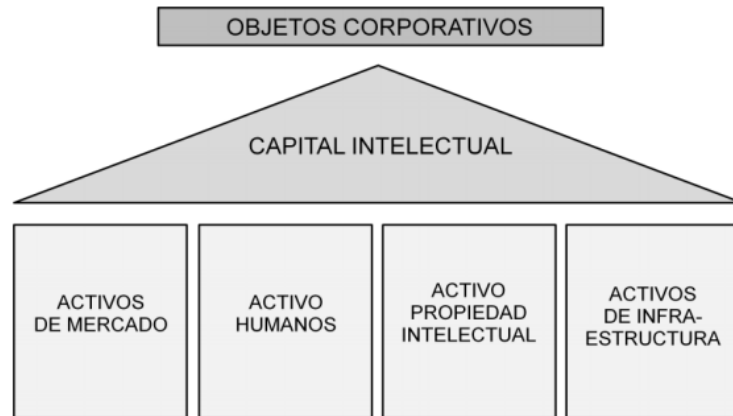 OBJETOS CORPORATIVOS
CAPITAL INTELECTUAL
ACTIVOS
DE MERCADO
ACTIVO
HUMANOS
ACTIVO
PROPIEDAD
INTELECTUAL
ACTIVOS
DE INFRA-
ESTRUCTURA